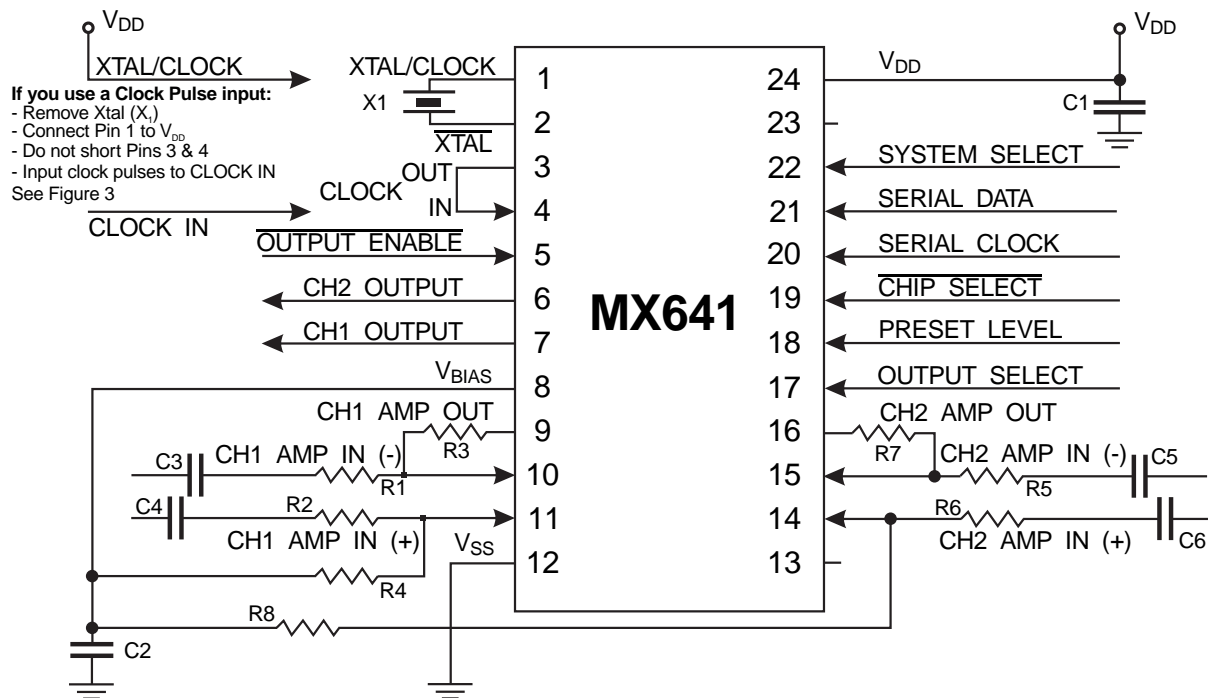 VDD
XTAL/CLOCK
If you use a Clock Pulse input:
- Remove Xtal (X1)
- Connect Pin 1 to VDD
- Do not short Pins 3 & 4
- Input clock pulses to CLOCK IN
See Figure 3
CLOCK IN
XTAL/CLOCK
X1
XTAL
OUT
CLOCK
IN
OUTPUT ENABLE
CH2 OUTPUT
CH1 OUTPUT
VBIAS
CH1 AMP OUT
R3
C3
CH1 AMP IN (-)
R1
C4
R2
CH1 AMP IN (+)
VSS
R4
R8
C2
1
2
3
4
5
6
7
8
9
10
11
12
MX641
24
23
22
21
20
19
18
17
16
15
14
13
VDD
VDD
C1
SYSTEM SELECT
SERIAL DATA
SERIAL CLOCK
CHIP SELECT
PRESET LEVEL
OUTPUT SELECT
CH2 AMP OUT
R7
CH2 AMP IN (-)
C5
R5
R6
CH2 AMP IN (+)
C6